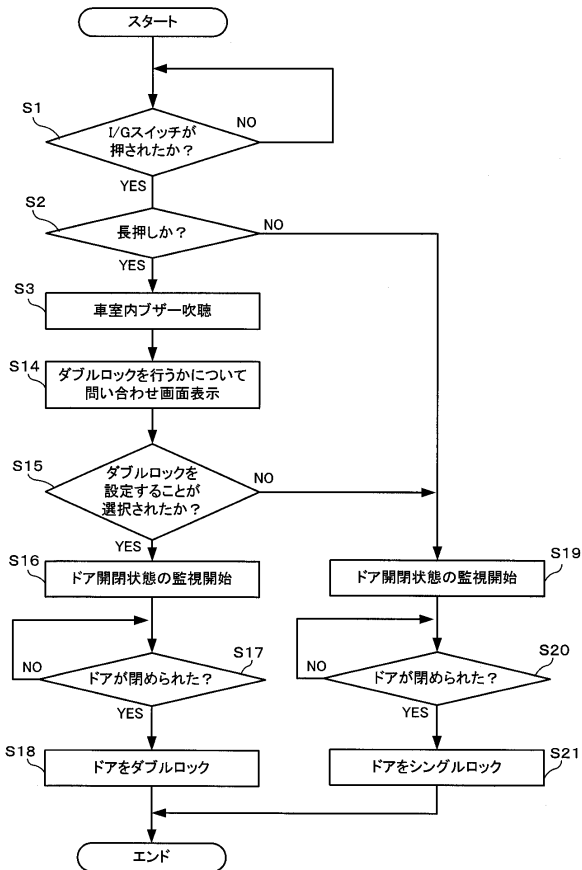 スタート
S1
I/Gスイッチが
押されたか？
NO
YES
S2
長押しか？
NO
YES
S3
車室内ブザー吹聴
S14
ダブルロックを行うかについて
問い合わせ画面表示
S15
ダブルロックを
設定することが
選択されたか？
NO
YES
S16
ドア開閉状態の監視開始
S19
ドア開閉状態の監視開始
S17
ドアが閉められた？
NO
YES
S20
ドアが閉められた？
NO
YES
S18
ドアをダブルロック
S21
ドアをシングルロック
エンド